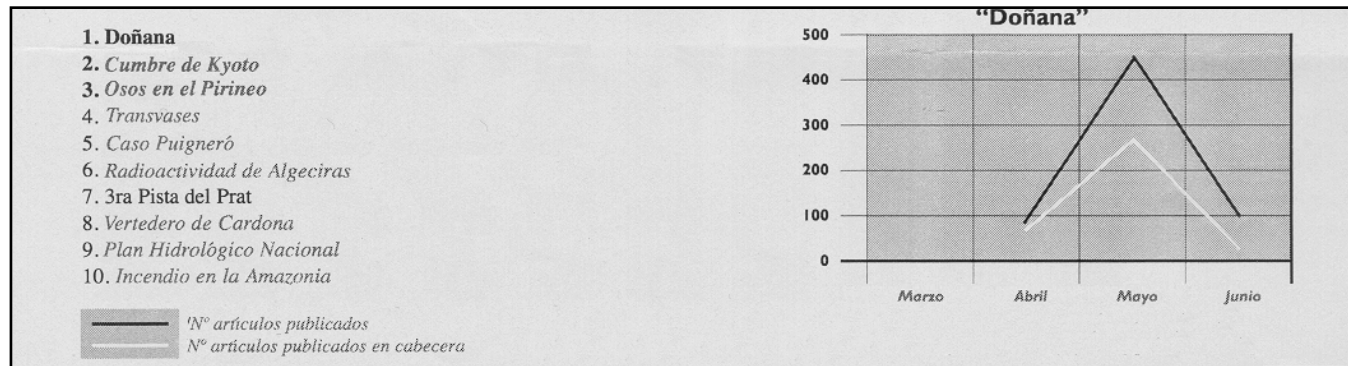 1. Doñana
2. Cumbre de Kyoto
3. Osos en el Pirineo
4. Transvases
5. Caso Puigneró
6. Radioactividad de Algeciras
7. 3ra Pista del Prat
8. Vertedero de Cardona
9. Plan Hidrológico Nacional
10. Incendio en la Amazonia
'Nº artículos publicados
Nº artículos publicados en cabecera
"Doñana"
500
400
300
200
100
0
Marzo Abril Mayo Junio